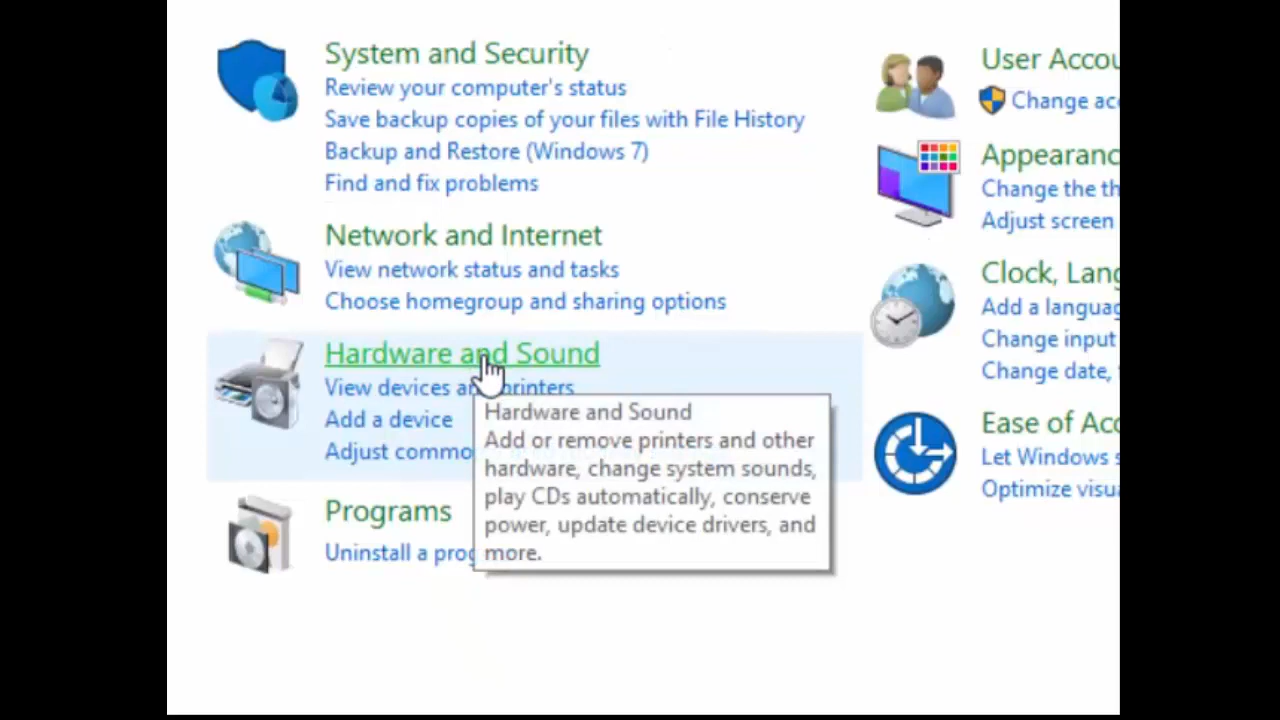 System and Security
Review your computer's status
Save backup copies of your files with File History
Backup and Restore (Windows 7)
Find and fix problems
Network and Internet
View network status and tasks
Choose homegroup and sharing options
Hardware and Sound
View devices and printers
Add a device
Adjust commo
Hardware and Sound
Add or remove printers and other
hardware, change system sounds,
play CDs automatically, conserve
power, update device drivers, and
more.
Programs
Uninstall a prog
User Accou
Change acc
Appearanc
Change the th
Adjust screen
Clock, Lang
Add a languag
Change input
Change date,
Ease of Acc
Let Windows s
Optimize visua